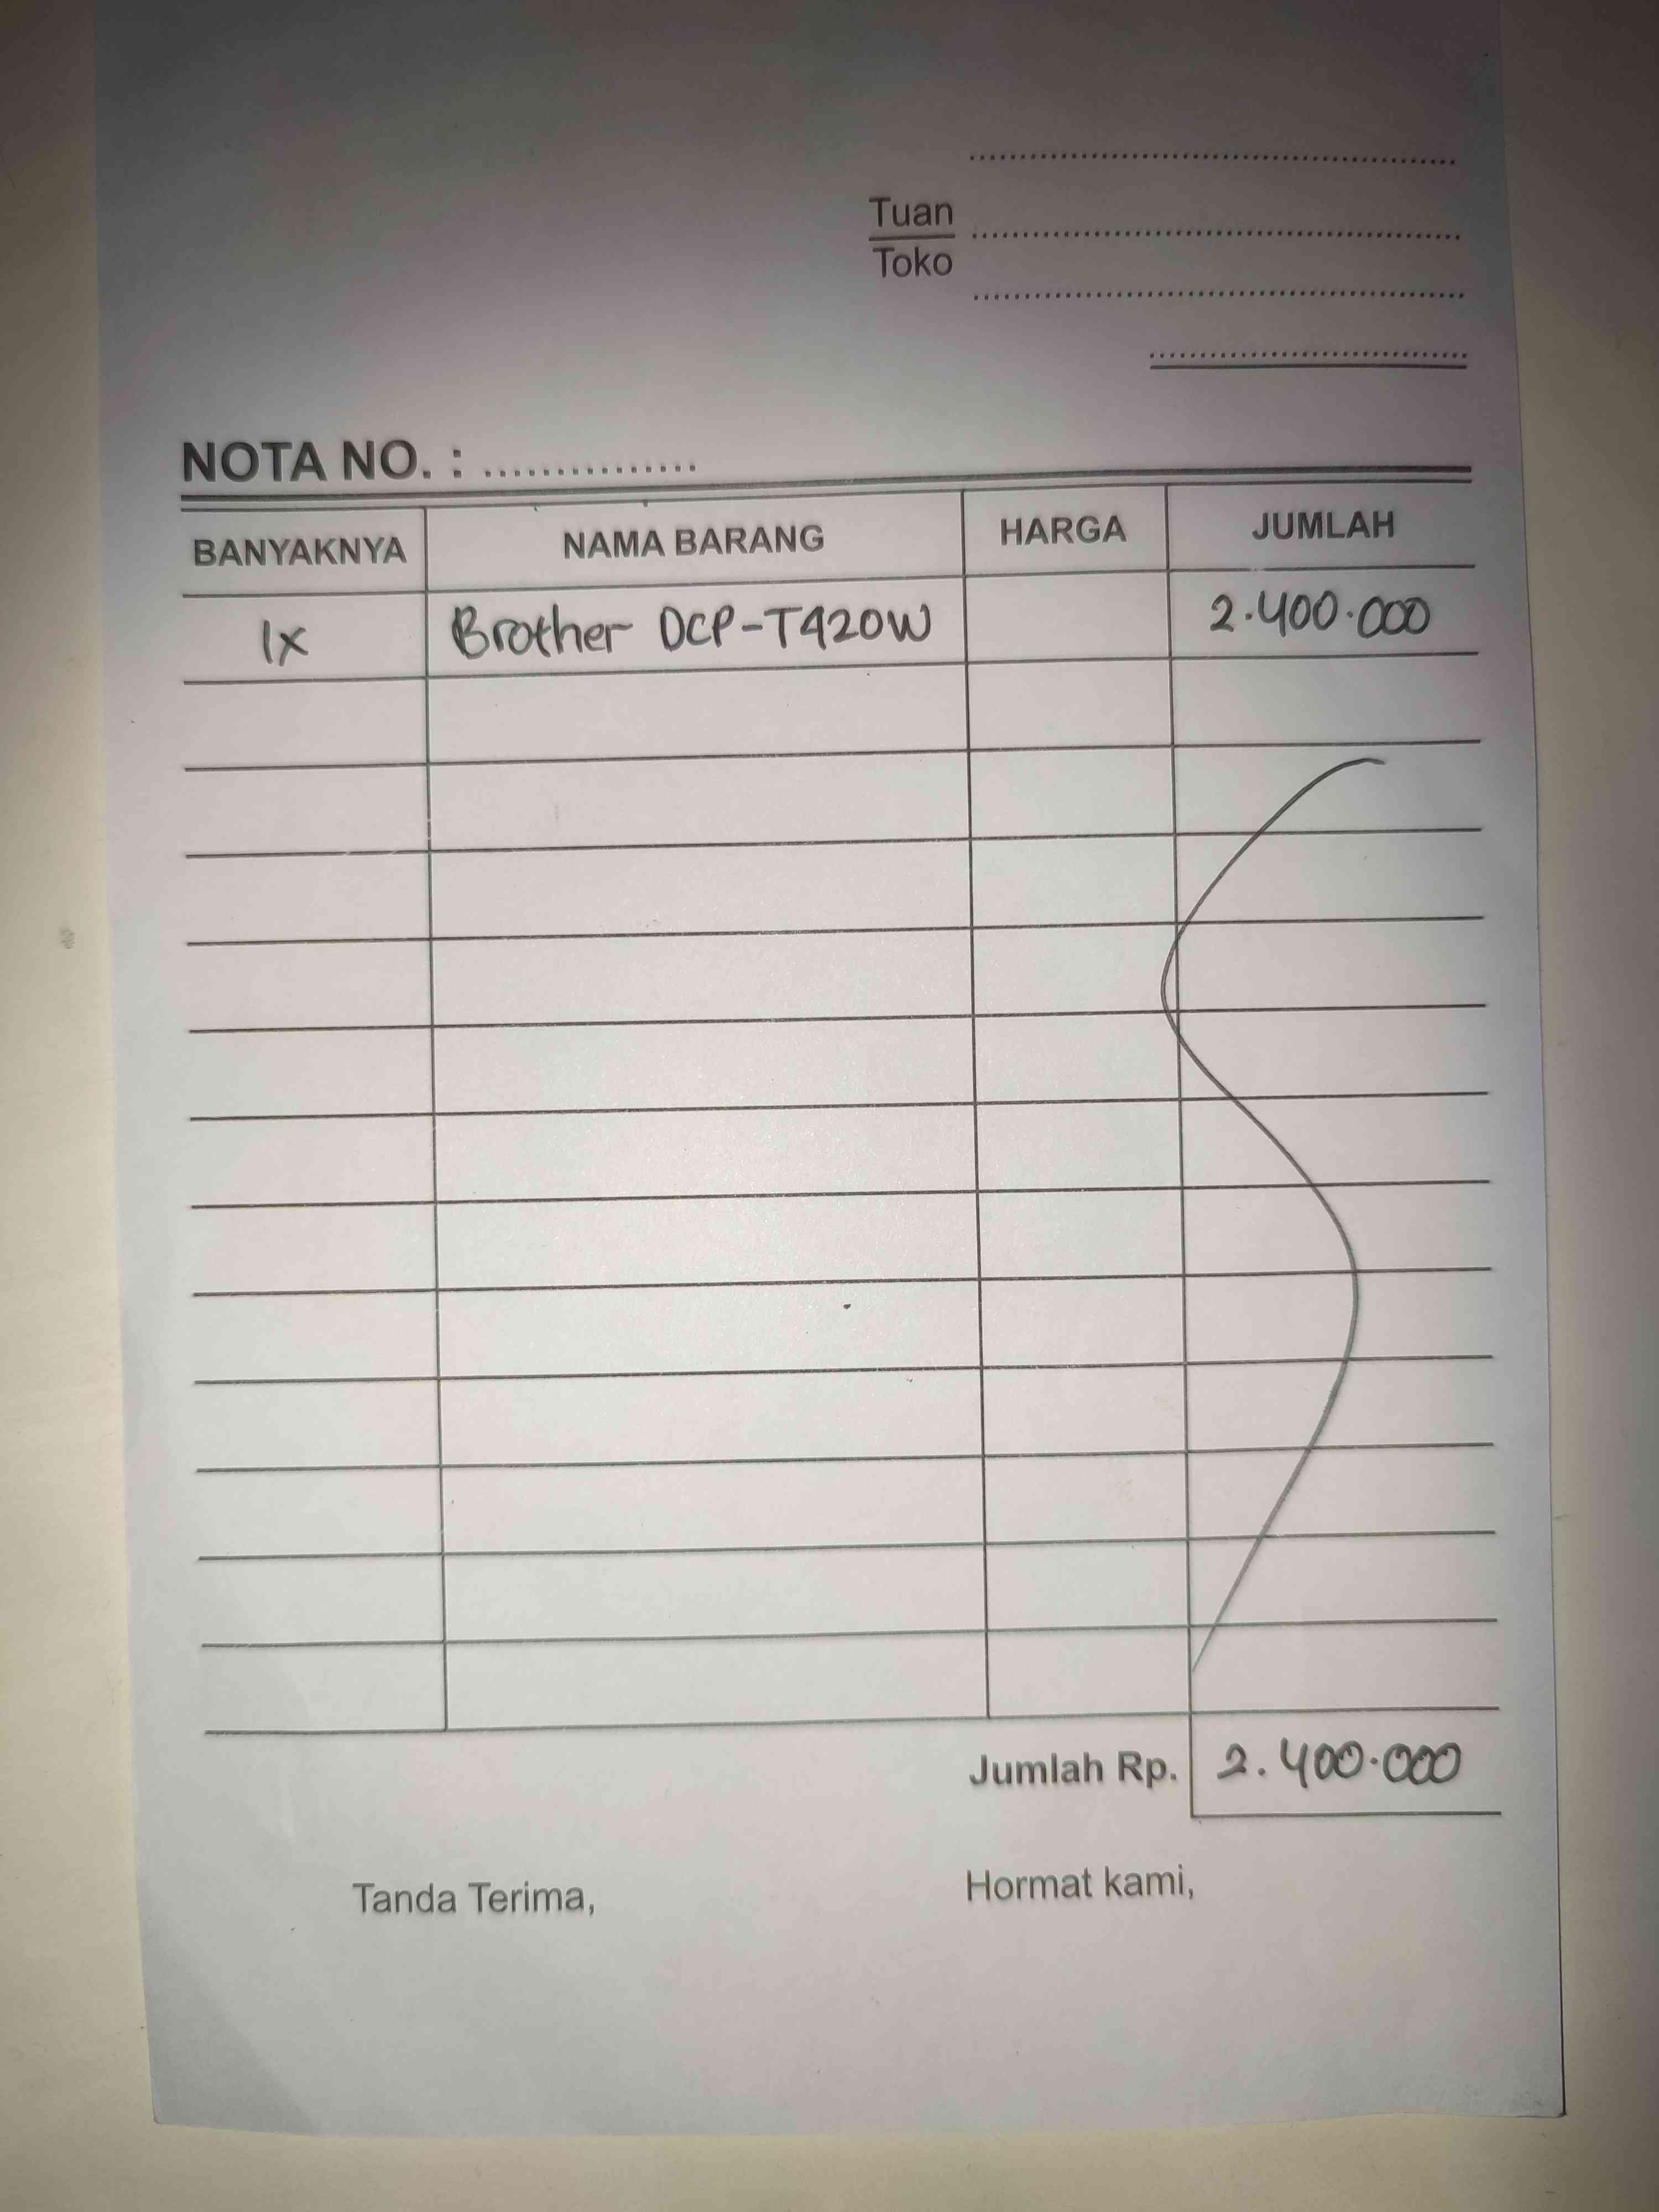 Tuan
Toko
NOTA NO. : ...............
BANYAKNYA NAMA BARANG HARGA JUMLAH
1x Brother DCP-T420W 2.400.000
Jumlah Rp. 2.400.000
Tanda Terima, Hormat kami,